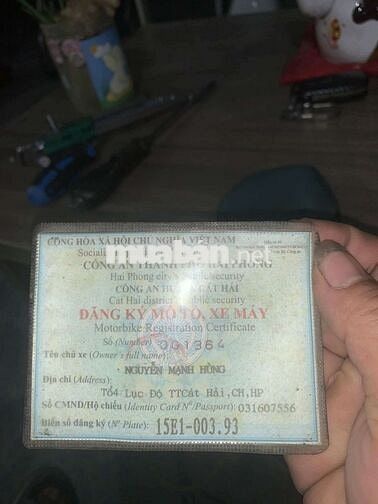 CỘNG HÒA XÃ HỘI CHỦ NGHĨA VIỆT NAM
muaban.net
CÔNG AN THÀNH PHỐ HẢI PHÒNG
Hai Phong city's public security
CÔNG AN HUYỆN CÁT HẢI
Cat Hai district's public security
ĐĂNG KÝ MÔ TÔ, XE MÁY
Motorbike Registration Certificate
Số (Number): 001364
Tên chủ xe (Owner's full name):
NGUYỄN MẠNH HÙNG
Địa chỉ (Address):
Tổ4 Lục Độ TTCát Hải,CH,HP
Số CMND/Hộ chiếu (Identity Card Nº/Passport): 031607556
Biển số đăng ký (Nº Plate): 15E1-003.93